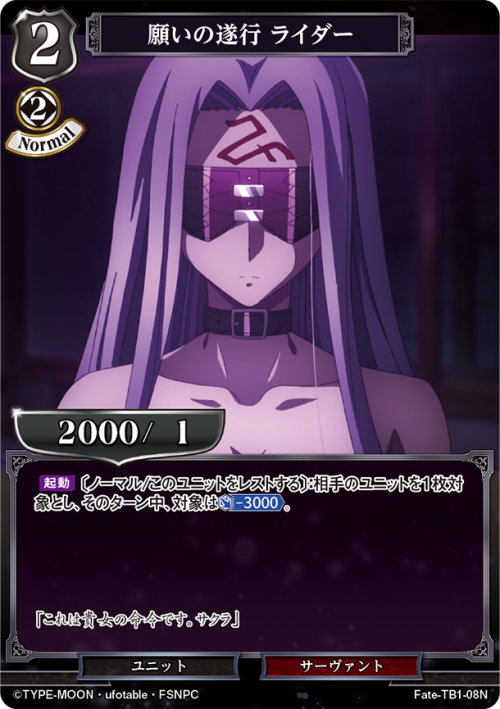 2
願いの遂行 ライダー
2
Normal
2000/ 1
起動 〔ノーマル/このユニットをレストする〕:相手のユニットを1枚対
象とし、そのターン中、対象は-3000。
「これは貴女の命令です。サクラ」
ユニット
サーヴァント
©TYPE-MOON・ufotable・FSNPC
Fate-TB1-08N